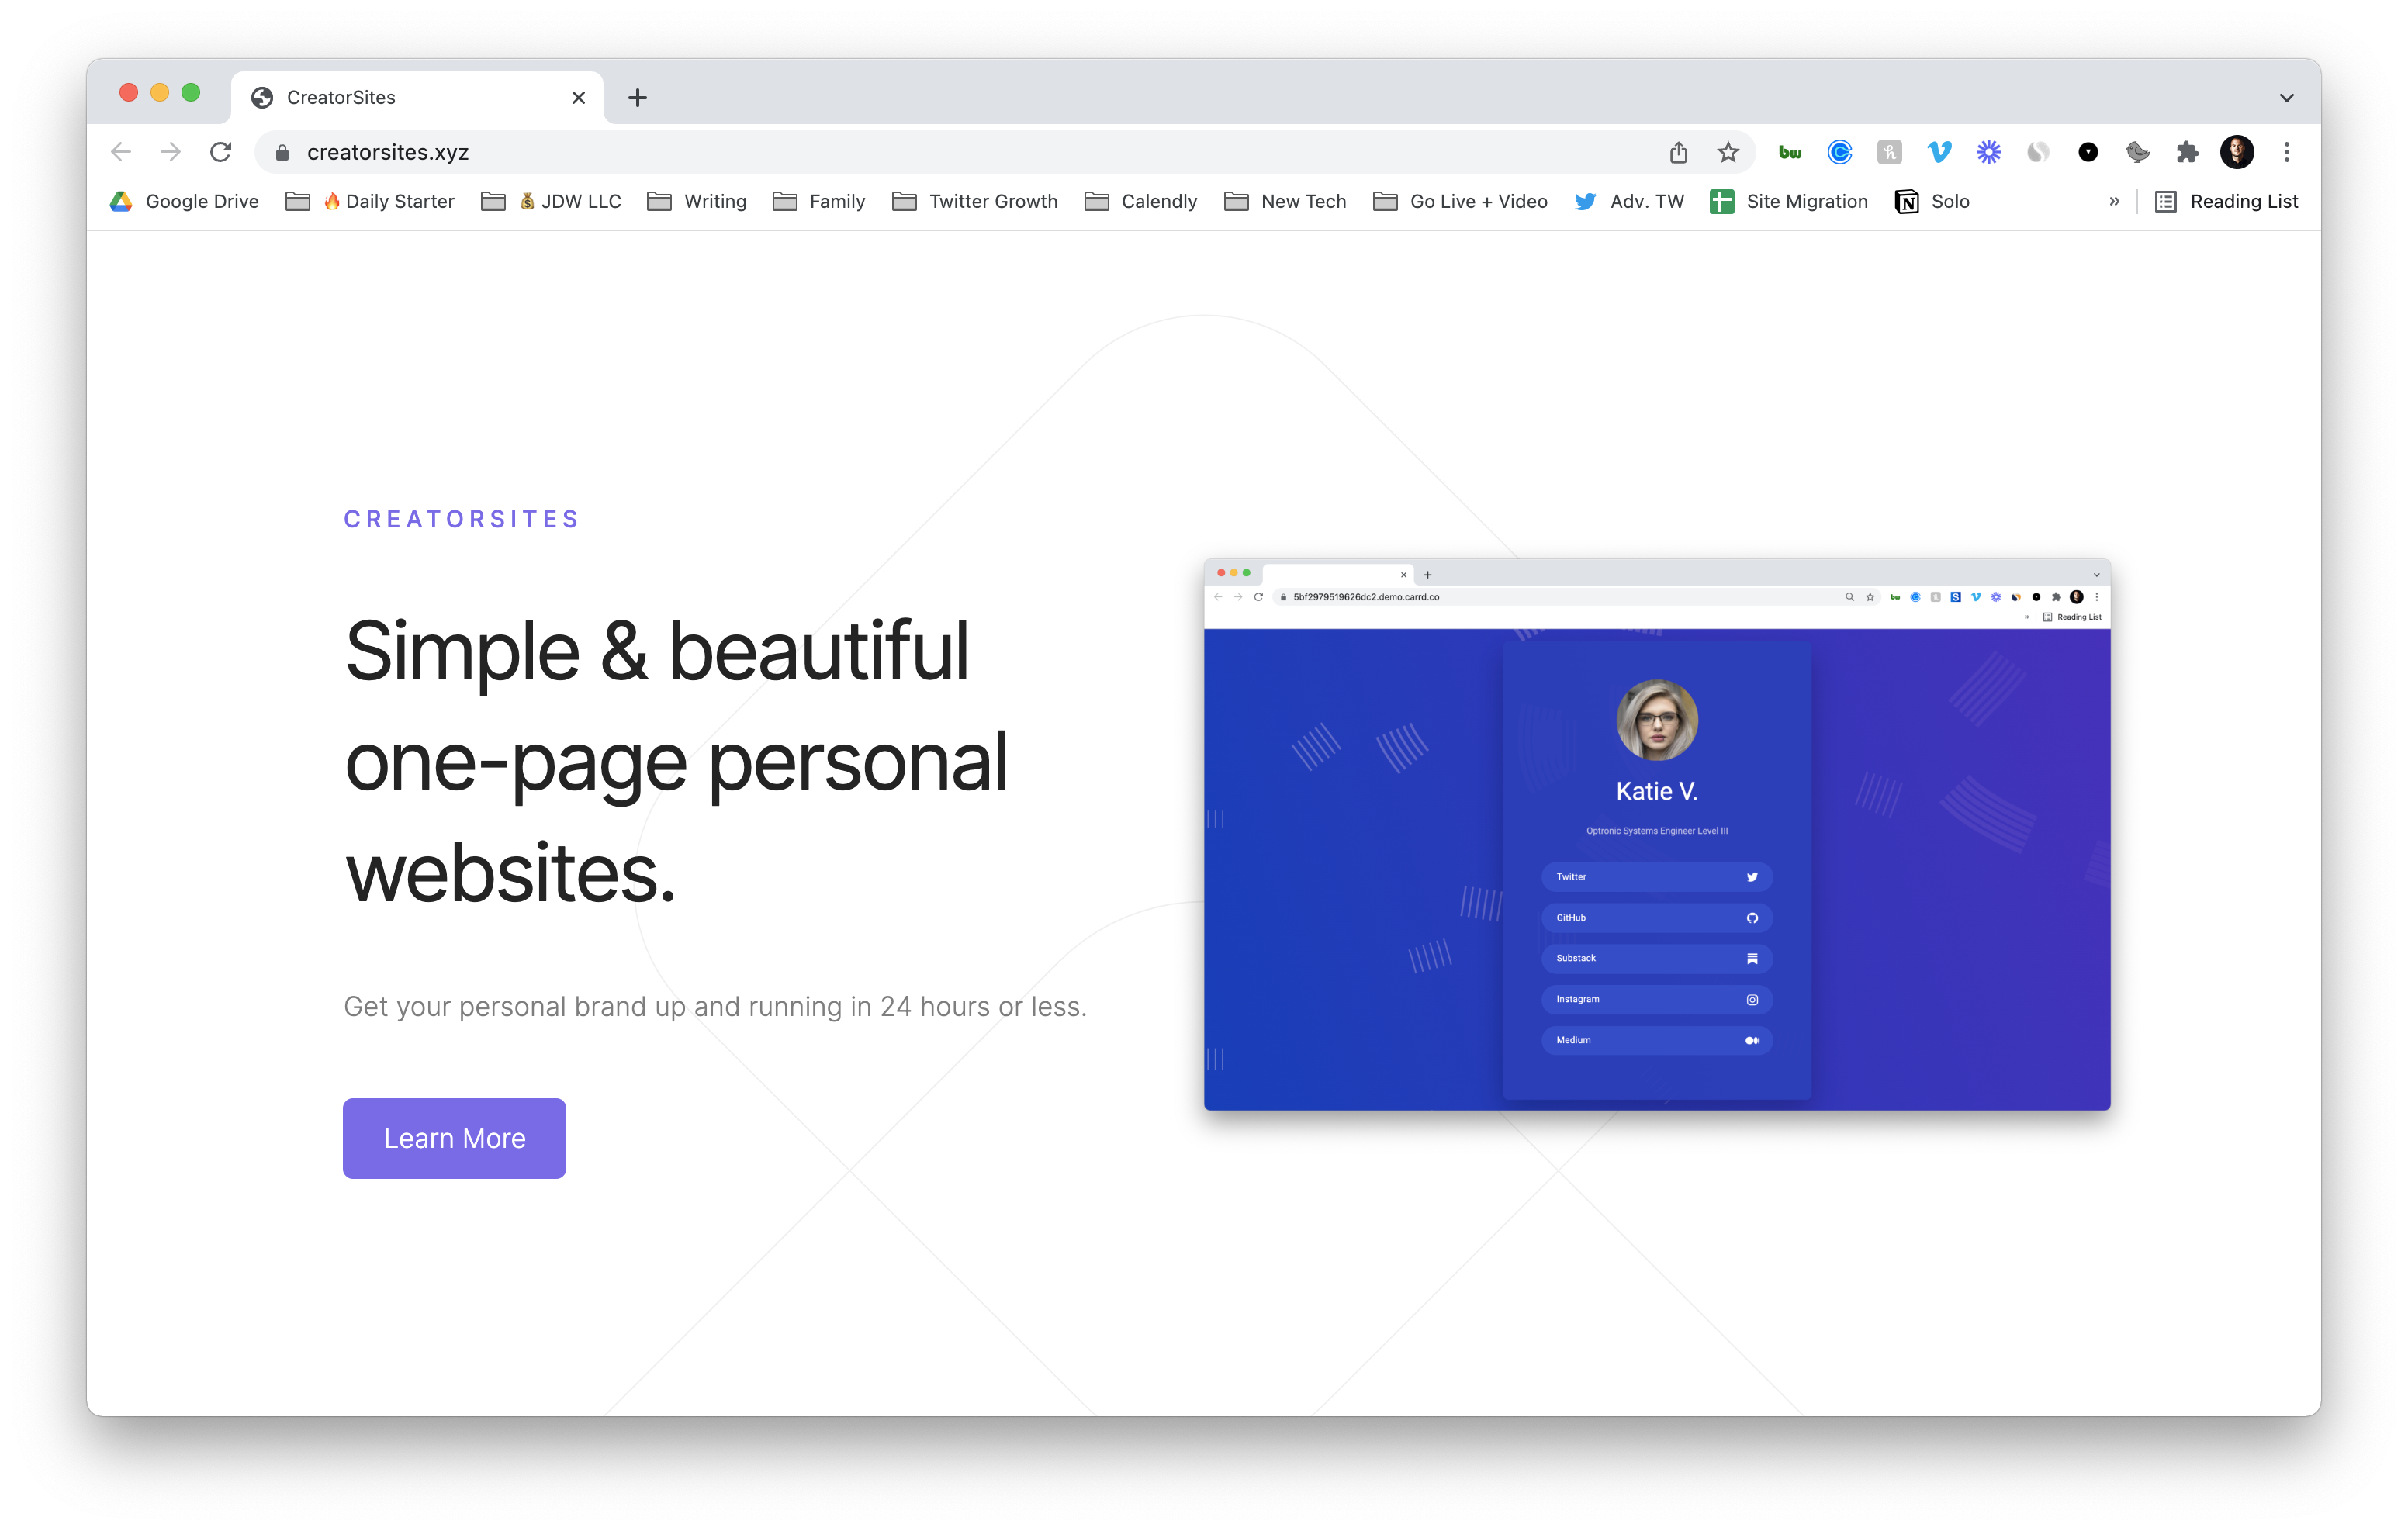 CreatorSites
creatorsites.xyz
bw
Google Drive
Daily Starter
JDW LLC
Writing
Family
Twitter Growth
Calendly
New Tech
Go Live + Video
Adv. TW
Site Migration
Solo
»
Reading List
CREATORSITES
Simple & beautiful
one-page personal
websites.
Get your personal brand up and running in 24 hours or less.
Learn More
5bf2979519626dc2.demo.carrd.co
»
Reading List
Katie V.
Optronic Systems Engineer Level III
Twitter
GitHub
Substack
Instagram
Medium